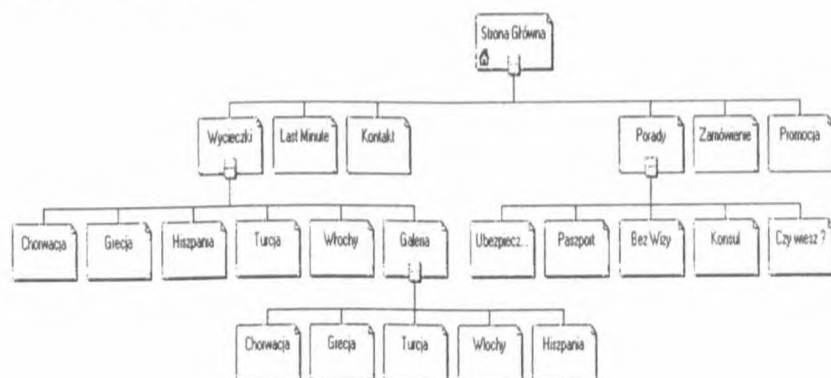 Strona Główna
Wycieczki
Last Minute
Kontakt
Porady
Zamówienie
Promocja
Chorwacja
Grecja
Hiszpania
Turcja
Włochy
Galeria
Ubezpiecz...
Paszport
Bez Wizy
Konsul
Czy wiesz ?
Chorwacja
Grecja
Turcja
Włochy
Hiszpania